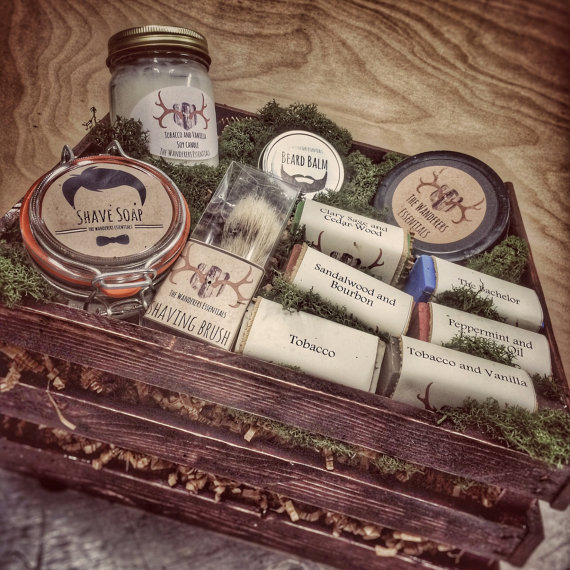 Tobacco and Vanilla
Soy Candle
The Wanderers Essentials
Beard Balm
Shave Soap
The Wanderers Essentials
The Wanderers
Essentials
Clary Sage and
Cedar Wood
The Bachelor
Sandalwood and
Bourbon
Peppermint and
Oil
The Wanderers Essentials
Shaving Brush
Tobacco
Tobacco and Vanilla